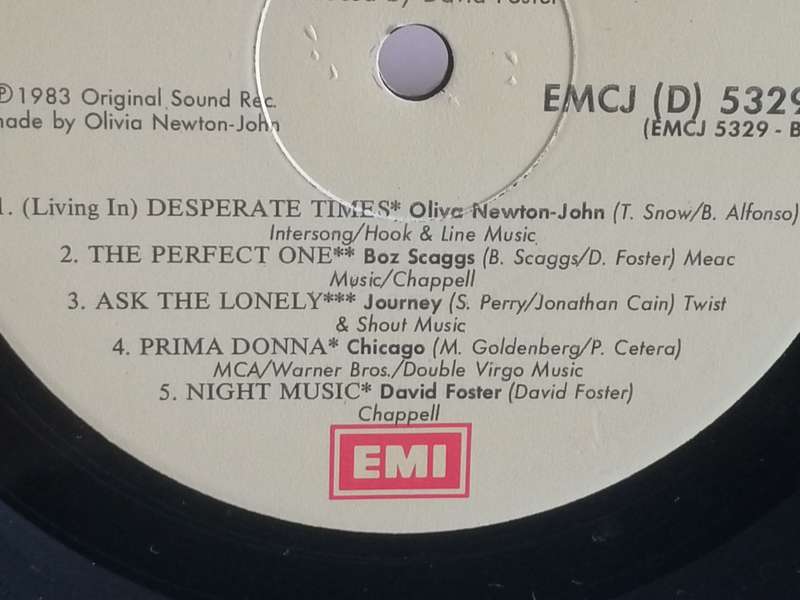 by David Foster
℗1983 Original Sound Rec.
made by Olivia Newton-John
EMCJ (D) 5329
(EMCJ 5329 - B
1. (Living In) DESPERATE TIMES* Oliva Newton-John (T. Snow/B. Alfonso)
Intersong/Hook & Line Music
2. THE PERFECT ONE** Boz Scaggs (B. Scaggs/D. Foster) Meac
Music/Chappell
3. ASK THE LONELY*** Journey (S. Perry/Jonathan Cain) Twist
& Shout Music
4. PRIMA DONNA* Chicago (M. Goldenberg/P. Cetera)
MCA/Warner Bros./Double Virgo Music
5. NIGHT MUSIC* David Foster (David Foster)
Chappell
EMI